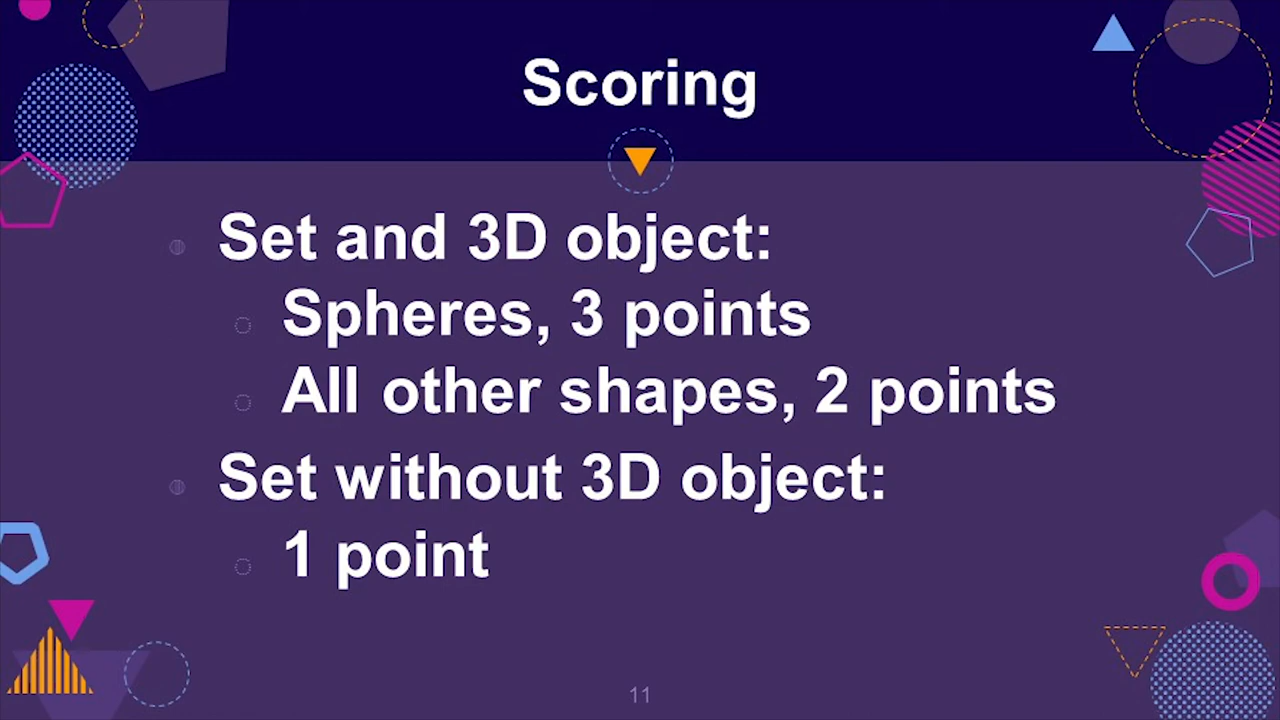 Scoring
Set and 3D object:
Spheres, 3 points
All other shapes, 2 points
Set without 3D object:
1 point
11